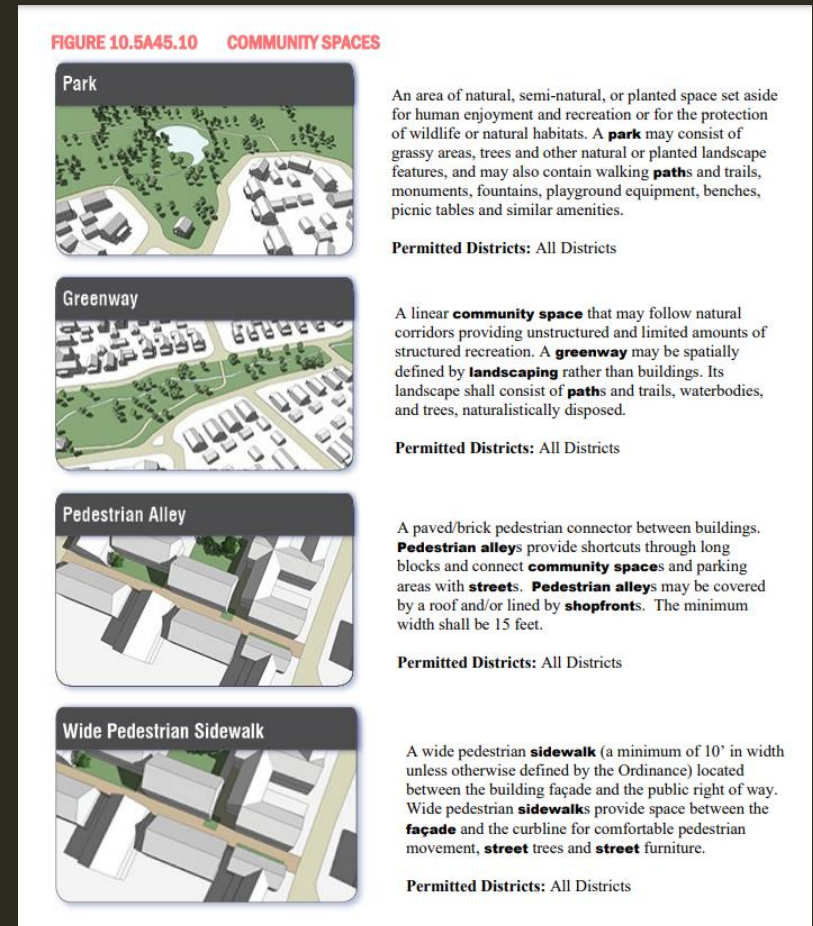 FIGURE 10.5A45.10 COMMUNITY SPACES
Park
An area of natural, semi-natural, or planted space set aside
for human enjoyment and recreation or for the protection
of wildlife or natural habitats. A park may consist of
grassy areas, trees and other natural or planted landscape
features, and may also contain walking paths and trails,
monuments, fountains, playground equipment, benches,
picnic tables and similar amenities.
Permitted Districts: All Districts
Greenway
A linear community space that may follow natural
corridors providing unstructured and limited amounts of
structured recreation. A greenway may be spatially
defined by landscaping rather than buildings. Its
landscape shall consist of paths and trails, waterbodies,
and trees, naturalistically disposed.
Permitted Districts: All Districts
Pedestrian Alley
A paved/brick pedestrian connector between buildings.
Pedestrian alleys provide shortcuts through long
blocks and connect community spaces and parking
areas with streets. Pedestrian alleys may be covered
by a roof and/or lined by shopfronts. The minimum
width shall be 15 feet.
Permitted Districts: All Districts
Wide Pedestrian Sidewalk
A wide pedestrian sidewalk (a minimum of 10’ in width
unless otherwise defined by the Ordinance) located
between the building façade and the public right of way.
Wide pedestrian sidewalks provide space between the
façade and the curbline for comfortable pedestrian
movement, street trees and street furniture.
Permitted Districts: All Districts